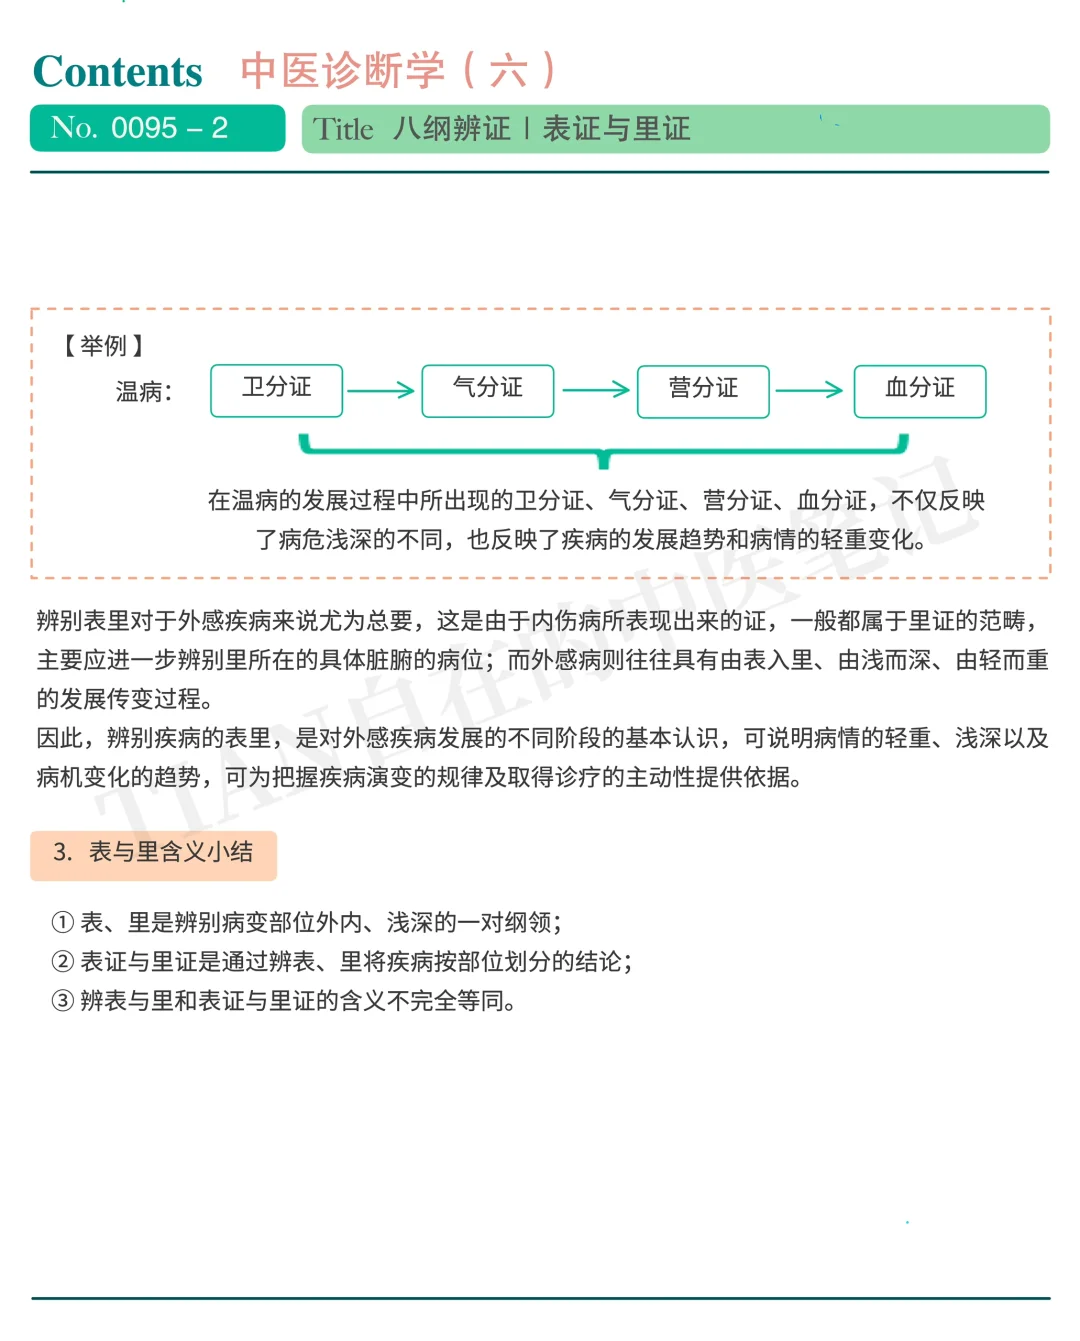 Contents 中医诊断学（六）
No. 0095 – 2
Title 八纲辨证 | 表证与里证
【举例】
温病： 卫分证 气分证 营分证 血分证
在温病的发展过程中所出现的卫分证、气分证、营分证、血分证，不仅反映
了病危浅深的不同，也反映了疾病的发展趋势和病情的轻重变化。
辨别表里对于外感疾病来说尤为总要，这是由于内伤病所表现出来的证，一般都属于里证的范畴，
主要应进一步辨别里所在的具体脏腑的病位；而外感病则往往具有由表入里、由浅而深、由轻而重
的发展传变过程。
因此，辨别疾病的表里，是对外感疾病发展的不同阶段的基本认识，可说明病情的轻重、浅深以及
病机变化的趋势，可为把握疾病演变的规律及取得诊疗的主动性提供依据。
TIAN自在的中医笔记
3. 表与里含义小结
① 表、里是辨别病变部位外内、浅深的一对纲领；
② 表证与里证是通过辨表、里将疾病按部位划分的结论；
③ 辨表与里和表证与里证的含义不完全等同。